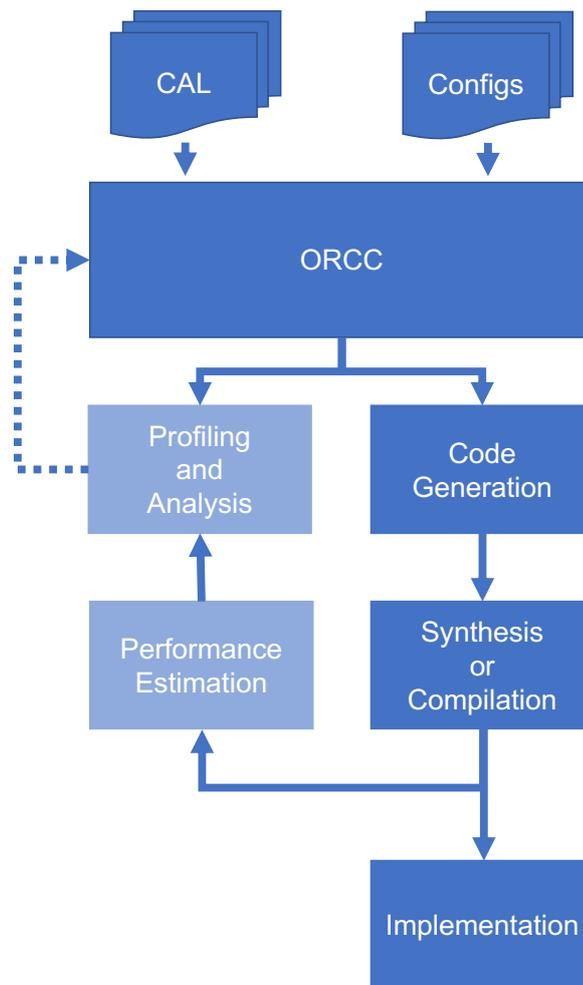 CAL
Configs
ORCC
Profiling
and
Analysis
Code
Generation
Performance
Estimation
Synthesis
or
Compilation
Implementation